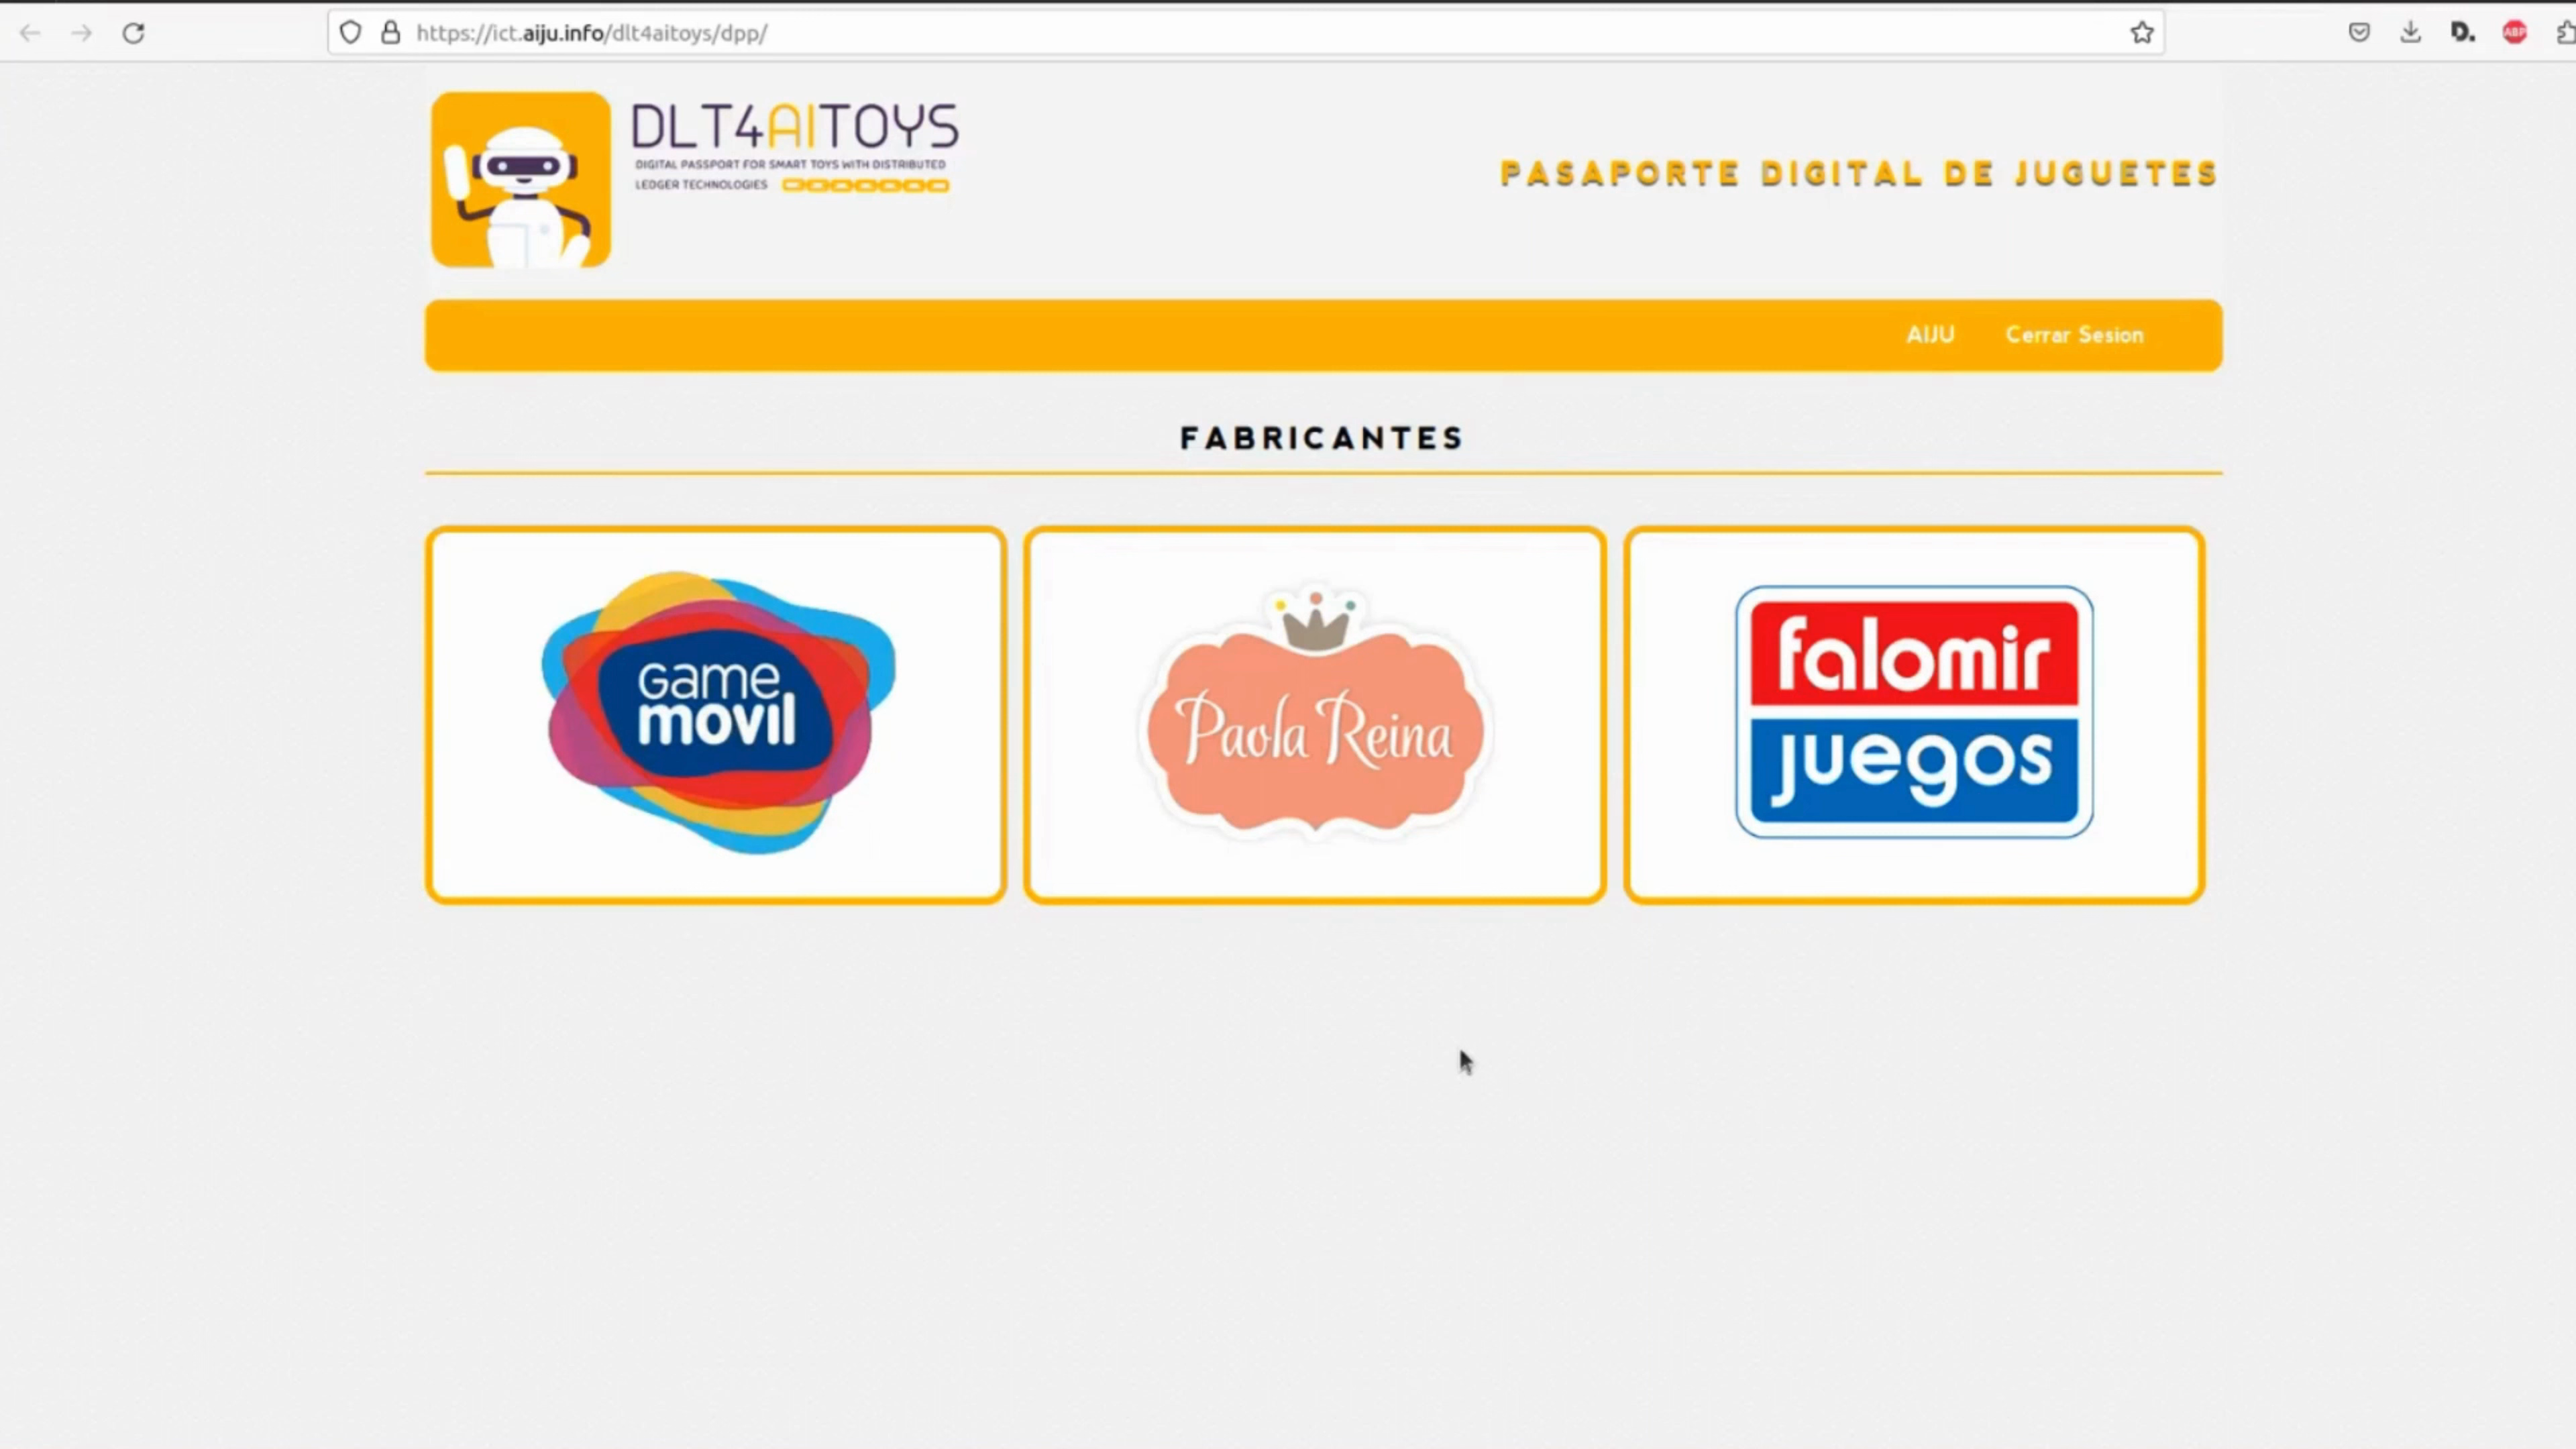 https://ict.aiju.info/dlt4aitoys/dpp/
D.
ABP
DLT4AITOYS
DIGITAL PASSPORT FOR SMART TOYS WITH DISTRIBUTED
LEDGER TECHNOLOGIES
PASAPORTE DIGITAL DE JUGUETES
AIJU Cerrar Sesion
FABRICANTES
Game
movil
Paola Reina
falomir
juegos